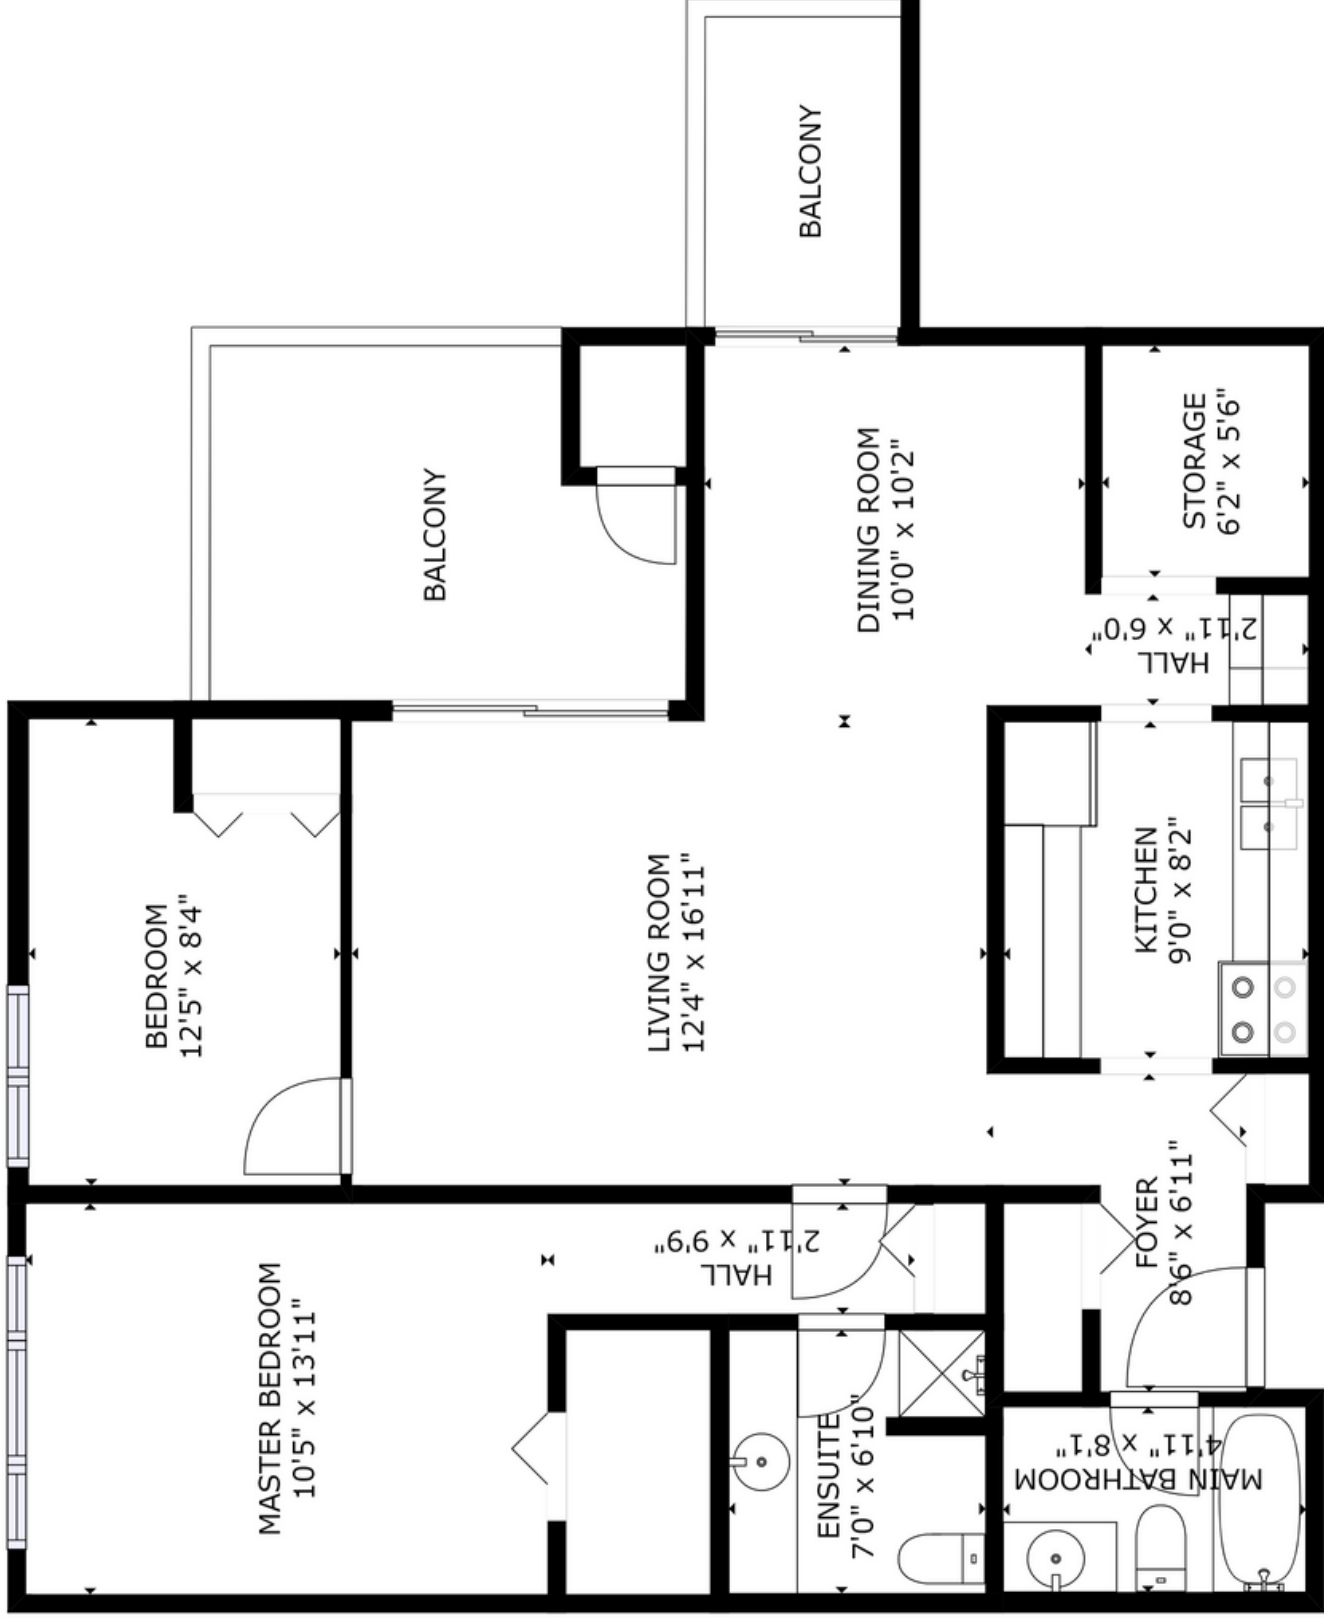 BALCONY
BALCONY
DINING ROOM
10'0" x 10'2"
STORAGE
6'2" x 5'6"
HALL
2'11" x 6'0"
BEDROOM
12'5" x 8'4"
LIVING ROOM
12'4" x 16'11"
KITCHEN
9'0" x 8'2"
HALL
2'11" x 9'9"
FOYER
8'6" x 6'11"
MASTER BEDROOM
10'5" x 13'11"
ENSUITE
7'0" x 6'10"
MAIN BATHROOM
4'11" x 8'1"